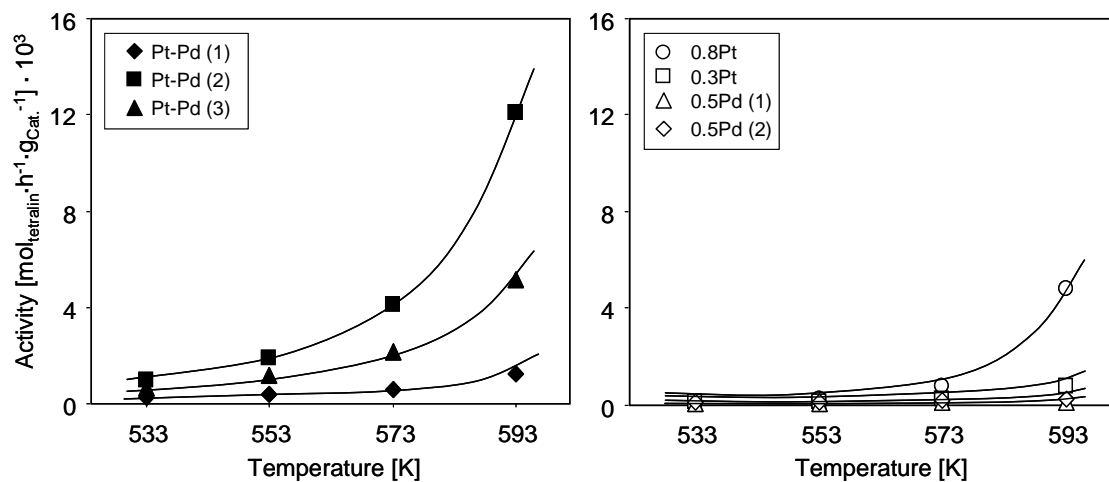 Activity [mol_tetralin·h⁻¹·g_Cat.⁻¹] · 10³
16
12
8
4
0
Pt-Pd (1)
Pt-Pd (2)
Pt-Pd (3)
533 553 573 593
Temperature [K]
16
12
8
4
0
0.8Pt
0.3Pt
0.5Pd (1)
0.5Pd (2)
533 553 573 593
Temperature [K]